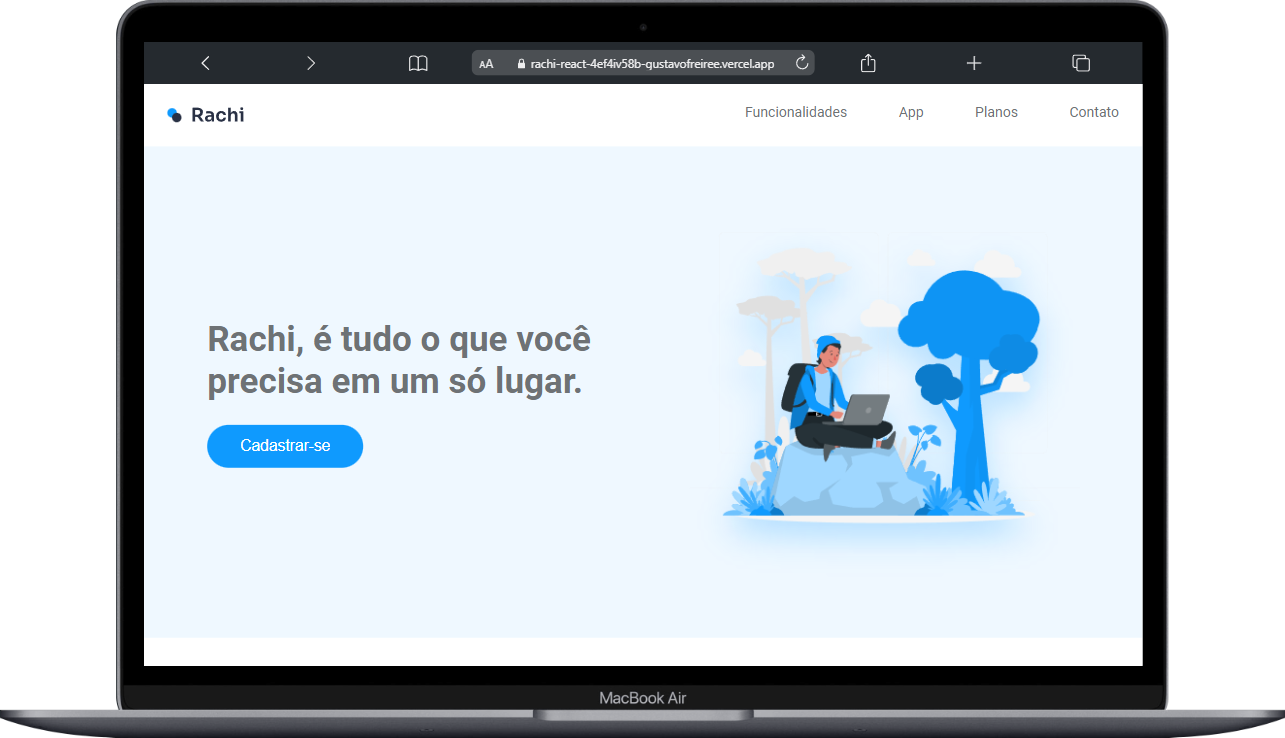 AA rachi-react-4ef4iv58b-gustavofreiree.vercel.app
Rachi
Funcionalidades App Planos Contato
Rachi, é tudo o que você
precisa em um só lugar.
Cadastrar-se
MacBook Air